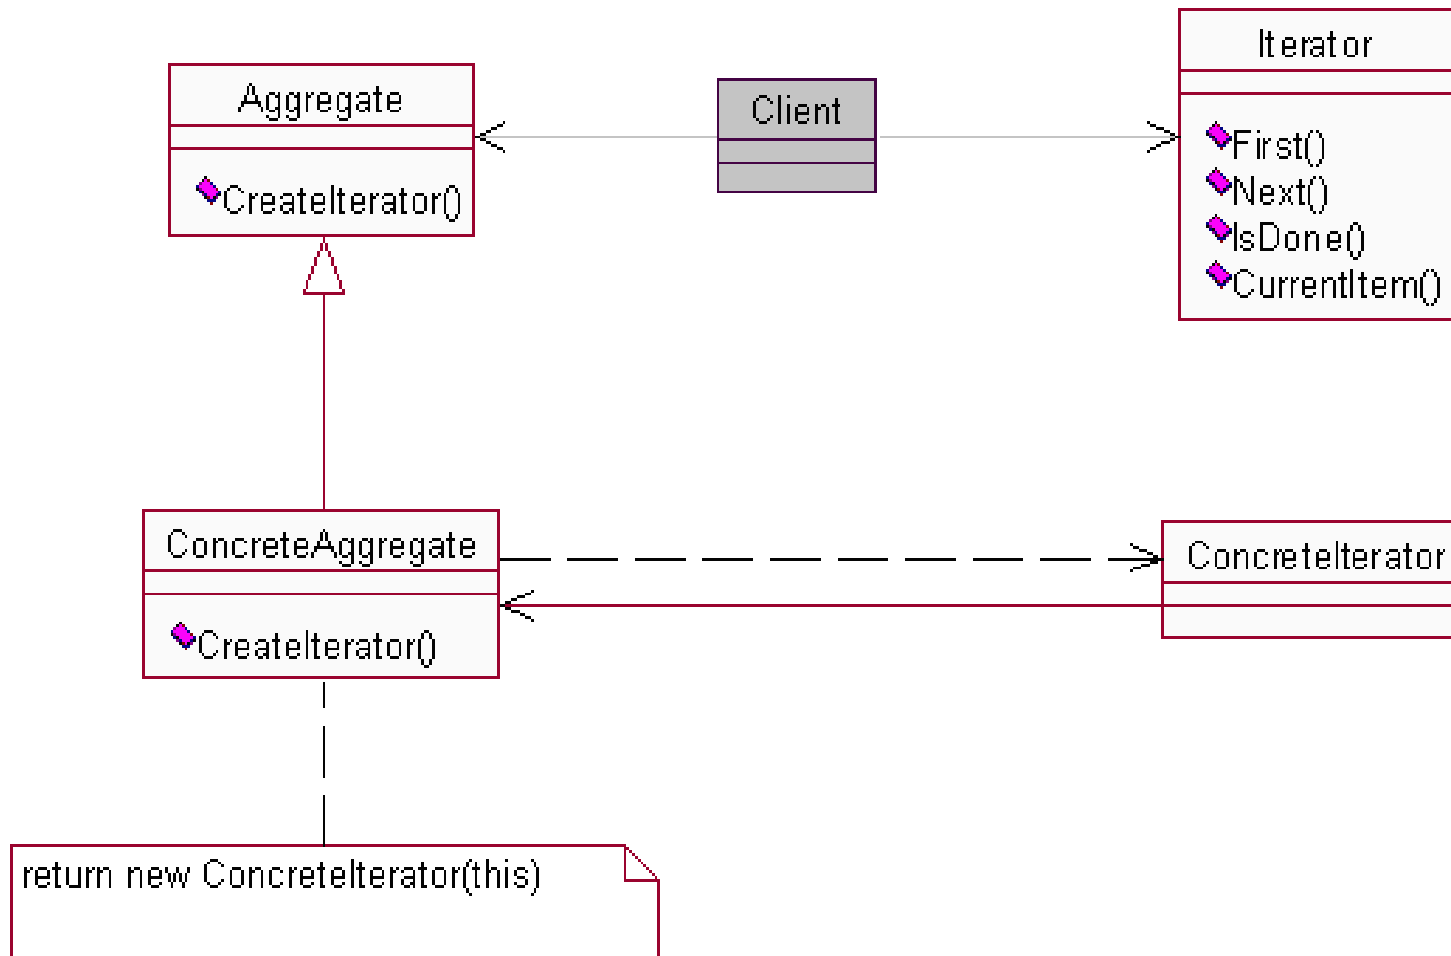 Aggregate
CreateIterator()
Client
Iterator
First()
Next()
IsDone()
CurrentItem()
ConcreteAggregate
CreateIterator()
ConcreteIterator
return new ConcreteIterator(this)